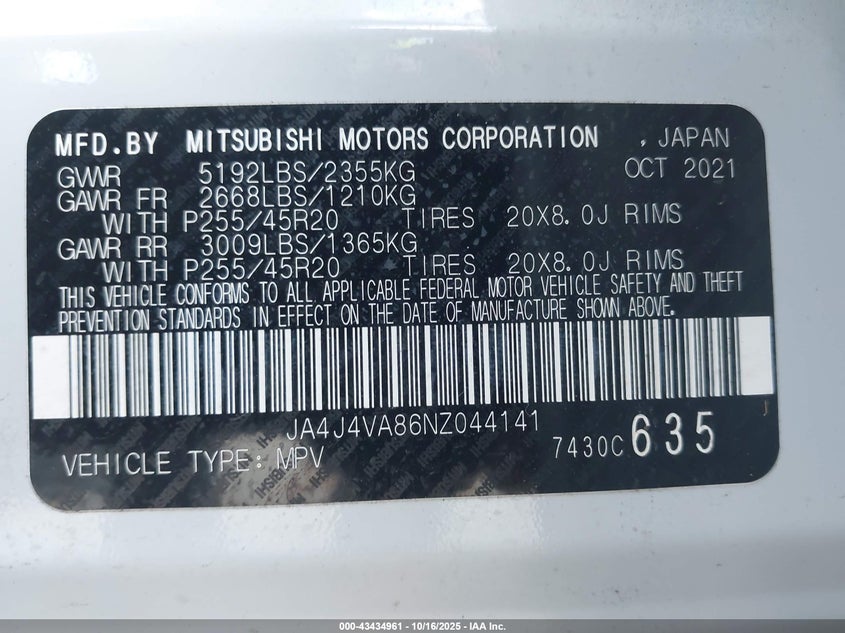 MFD.BY MITSUBISHI MOTORS CORPORATION , JAPAN
GVWR 5192LBS/2355KG OCT 2021
GAWR FR 2668LBS/1210KG
WITH P255/45R20 TIRES 20X8.0J RIMS
GAWR RR 3009LBS/1365KG
WITH P255/45R20 TIRES 20X8.0J RIMS
THIS VEHICLE CONFORMS TO ALL APPLICABLE FEDERAL MOTOR VEHICLE SAFETY AND THEFT
PREVENTION STANDARDS IN EFFECT ON THE DATE OF MANUFACTURE SHOWN ABOVE.
J
JA4J4VA86NZ044141
7430C 635
VEHICLE TYPE: MPV
000-43434961 - 10/16/2025 - IAA Inc.